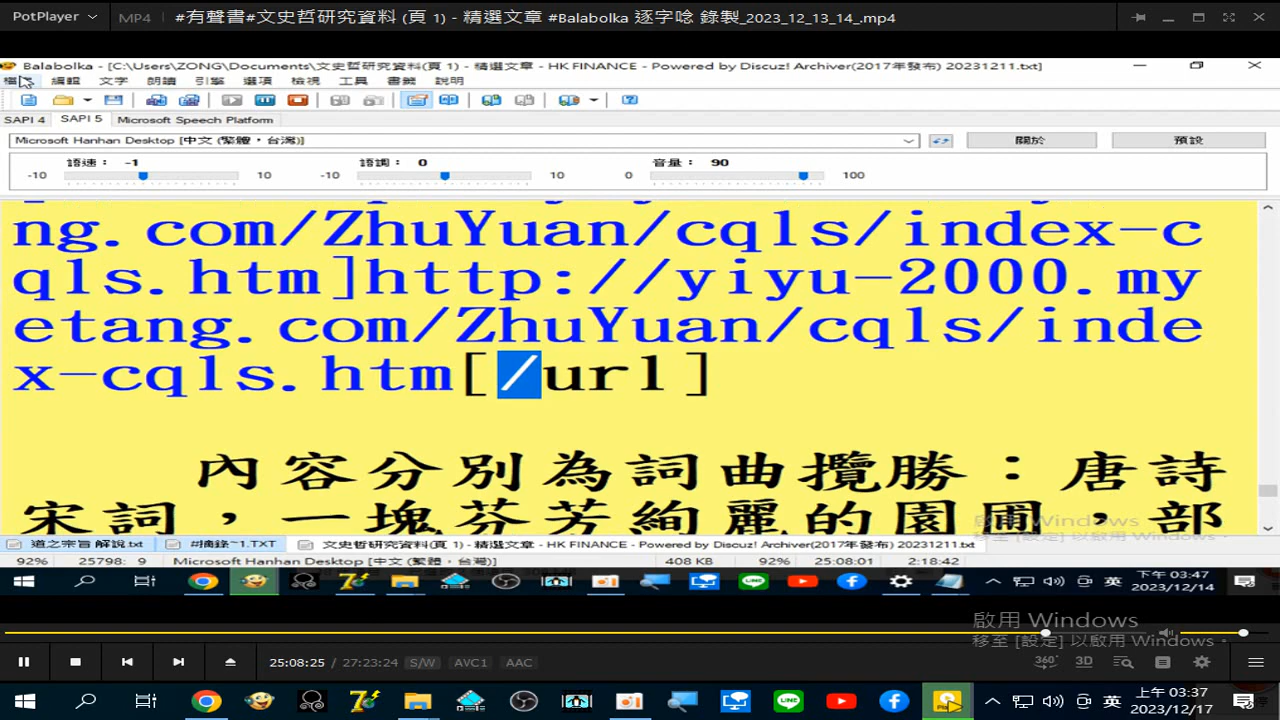 PotPlayer MP4 #有聲書#文史哲研究資料 (頁 1) - 精選文章 #Balabolka 逐字唸 錄製_2023_12_13_14_.mp4
Balabolka - [C:\Users\ZONG\Documents\文史哲研究資料(頁 1) - 精選文章 - HK FINANCE - Powered by Discuz! Archiver(2017年發布) 20231211.txt]
檔案 編輯 文字 朗讀 引擎 選項 檢視 工具 書籤 說明
SAPI 4 SAPI 5 Microsoft Speech Platform
Microsoft Hanhan Desktop [中文 (繁體，台灣)] 關於 預設
語速： -1 語調： 0 音量： 90
-10 10 -10 10 0 100
ng.com/ZhuYuan/cqls/index-c
qls.htm]http://yiyu-2000.my
etang.com/ZhuYuan/cqls/inde
x-cqls.htm[/url]
內容分別為詞曲攬勝：唐詩
宋詞，一塊芬芳絢麗的園圃，部
道之宗旨 解說.txt #摘錄~1.TXT 文史哲研究資料(頁 1) - 精選文章 - HK FINANCE - Powered by Discuz! Archiver(2017年發布) 20231211.txt
92% 25798: 9 Microsoft Hanhan Desktop [中文 (繁體，台灣)] 408 KB 92% 25:08:01 2:18:42
英 下午 03:47
2023/12/14
啟用 Windows
移至 [設定] 以啟用 Windows。
25:08:25 / 27:23:24 S/W AVC1 AAC 360° 3D
英 上午 03:37
2023/12/17